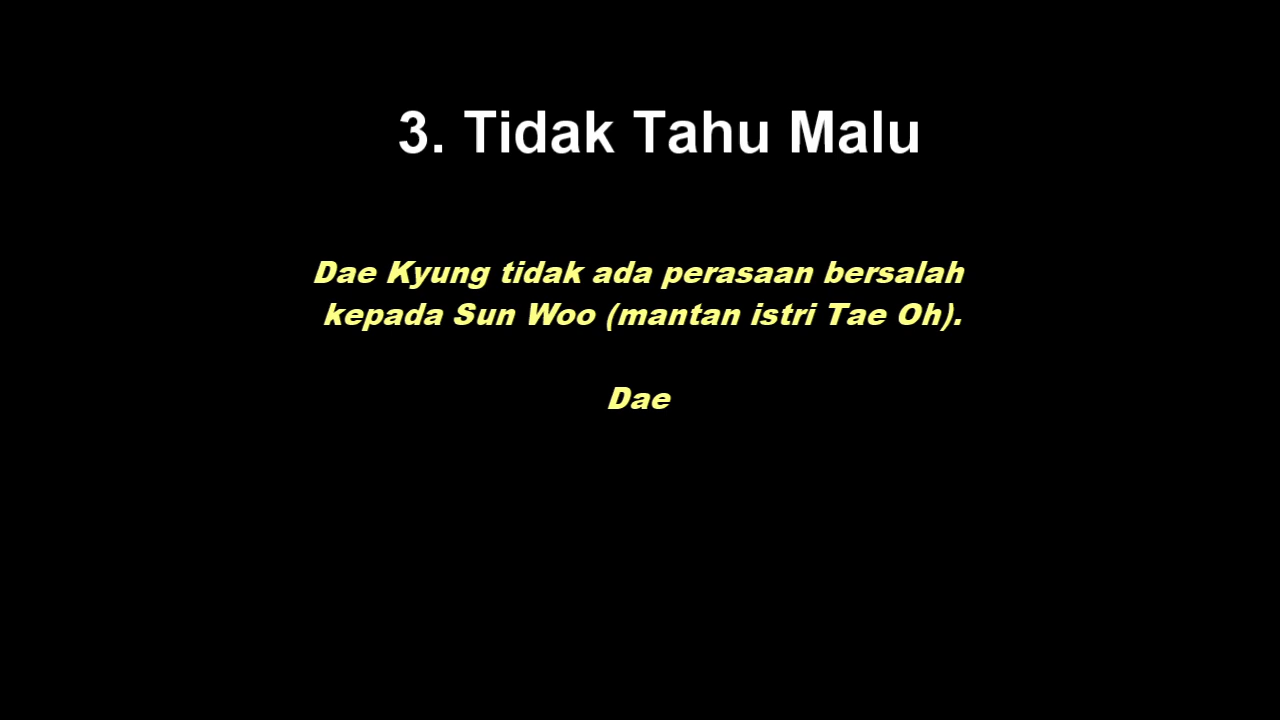 3. Tidak Tahu Malu
Dae Kyung tidak ada perasaan bersalah
kepada Sun Woo (mantan istri Tae Oh).
Dae